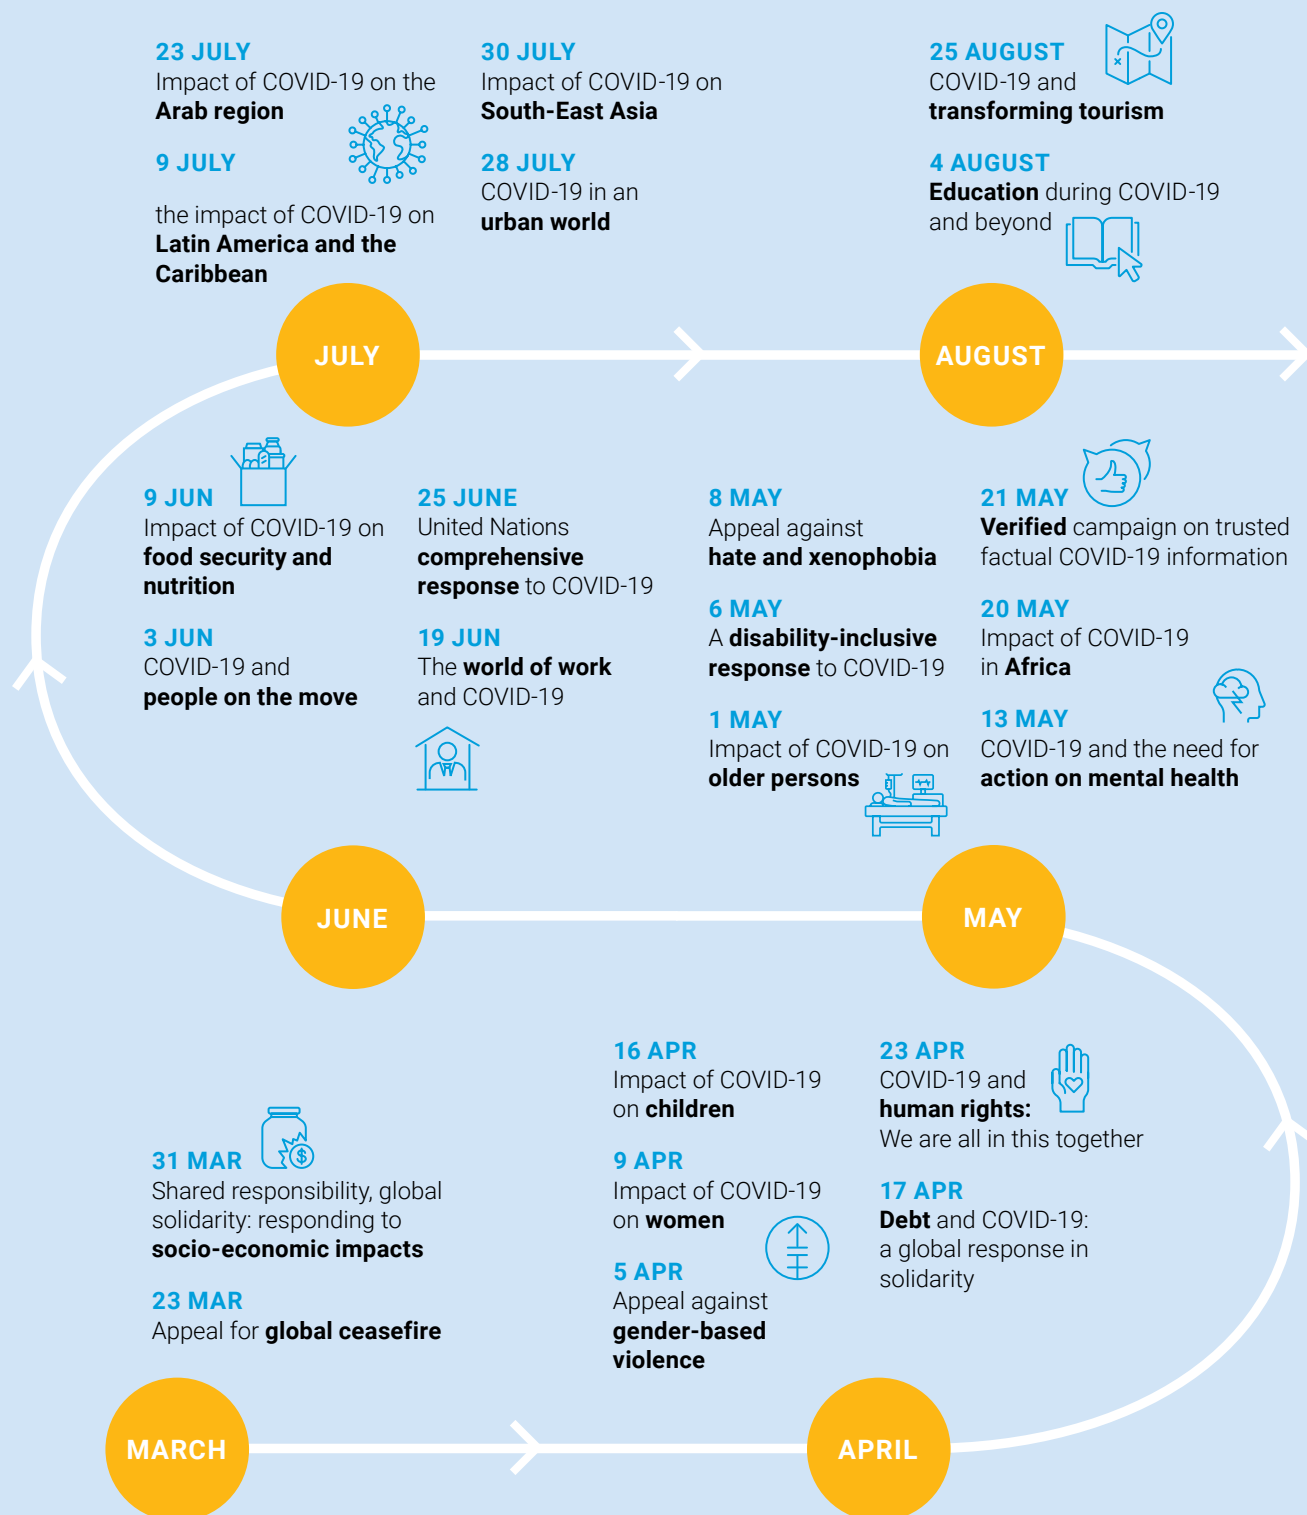 23 JULY
Impact of COVID-19 on the
Arab region
9 JULY
the impact of COVID-19 on
Latin America and the
Caribbean
30 JULY
Impact of COVID-19 on
South-East Asia
28 JULY
COVID-19 in an
urban world
25 AUGUST
COVID-19 and
transforming tourism
4 AUGUST
Education during COVID-19
and beyond
JULY
AUGUST
9 JUN
Impact of COVID-19 on
food security and
nutrition
3 JUN
COVID-19 and
people on the move
25 JUNE
United Nations
comprehensive
response to COVID-19
19 JUN
The world of work
and COVID-19
8 MAY
Appeal against
hate and xenophobia
6 MAY
A disability-inclusive
response to COVID-19
1 MAY
Impact of COVID-19 on
older persons
21 MAY
Verified campaign on trusted
factual COVID-19 information
20 MAY
Impact of COVID-19
in Africa
13 MAY
COVID-19 and the need for
action on mental health
JUNE
MAY
31 MAR
Shared responsibility, global
solidarity: responding to
socio-economic impacts
23 MAR
Appeal for global ceasefire
16 APR
Impact of COVID-19
on children
9 APR
Impact of COVID-19
on women
5 APR
Appeal against
gender-based
violence
23 APR
COVID-19 and
human rights:
We are all in this together
17 APR
Debt and COVID-19:
a global response in
solidarity
MARCH
APRIL